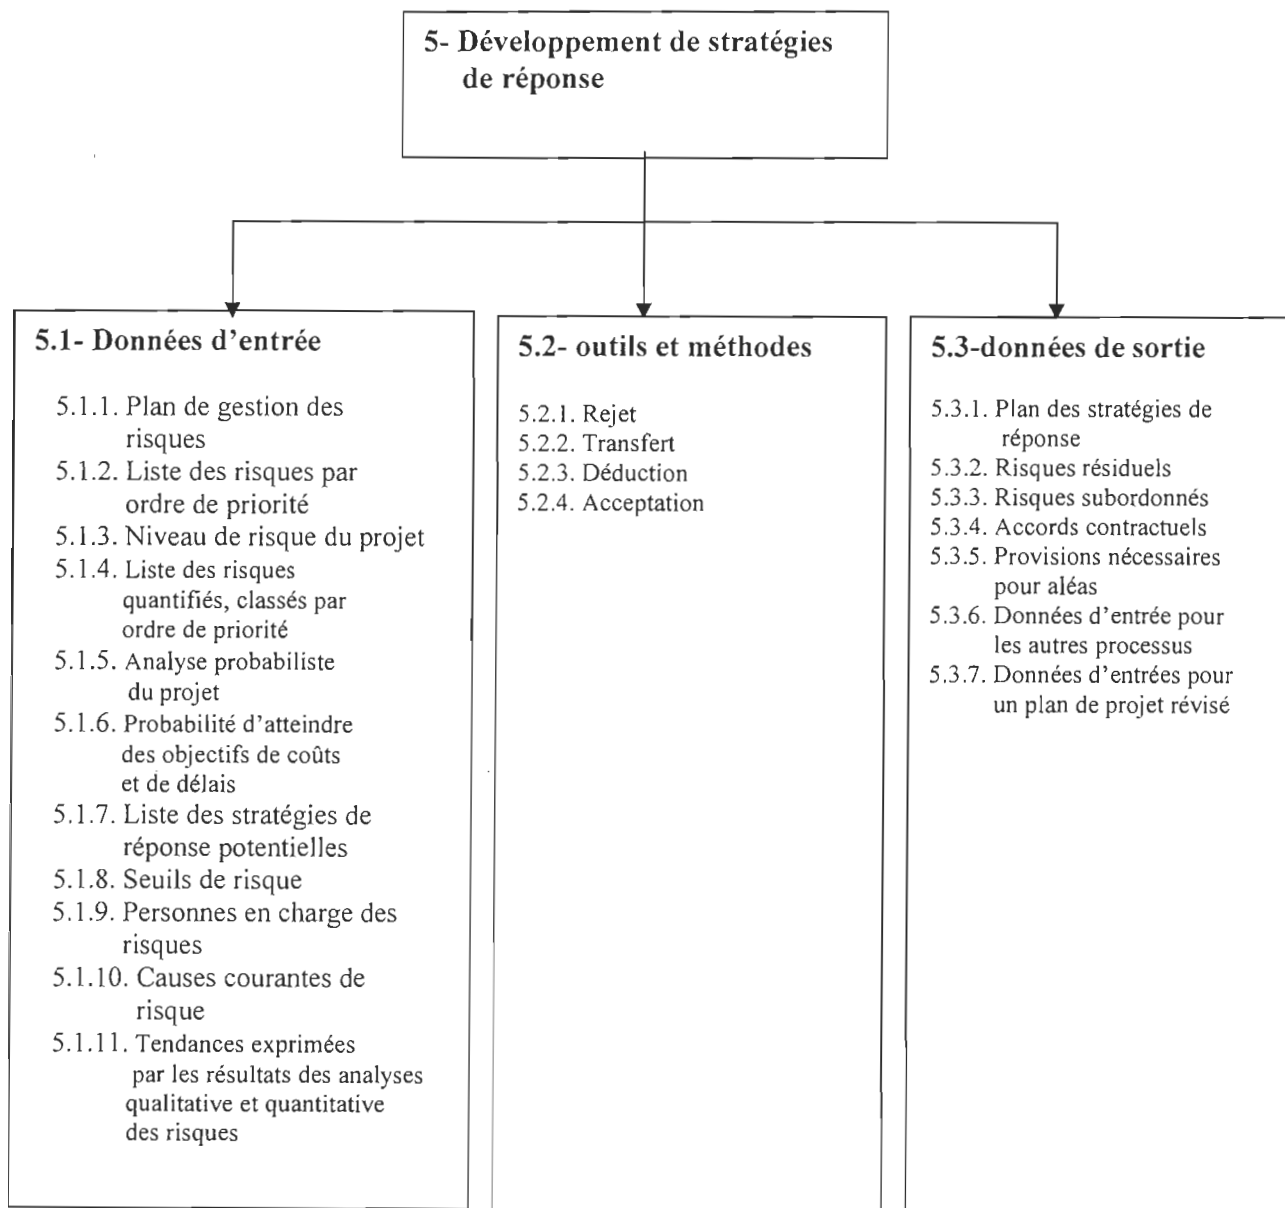 5- Développement de stratégies
de réponse
5.1- Données d'entrée
5.1.1. Plan de gestion des
risques
5.1.2. Liste des risques par
ordre de priorité
5.1.3. Niveau de risque du projet
5.1.4. Liste des risques
quantifiés, classés par
ordre de priorité
5.1.5. Analyse probabiliste
du projet
5.1.6. Probabilité d'atteindre
des objectifs de coûts
et de délais
5.1.7. Liste des stratégies de
réponse potentielles
5.1.8. Seuils de risque
5.1.9. Personnes en charge des
risques
5.1.10. Causes courantes de
risque
5.1.11. Tendances exprimées
par les résultats des analyses
qualitative et quantitative
des risques
5.2- outils et méthodes
5.2.1. Rejet
5.2.2. Transfert
5.2.3. Déduction
5.2.4. Acceptation
5.3-données de sortie
5.3.1. Plan des stratégies de
réponse
5.3.2. Risques résiduels
5.3.3. Risques subordonnés
5.3.4. Accords contractuels
5.3.5. Provisions nécessaires
pour aléas
5.3.6. Données d'entrée pour
les autres processus
5.3.7. Données d'entrées pour
un plan de projet révisé